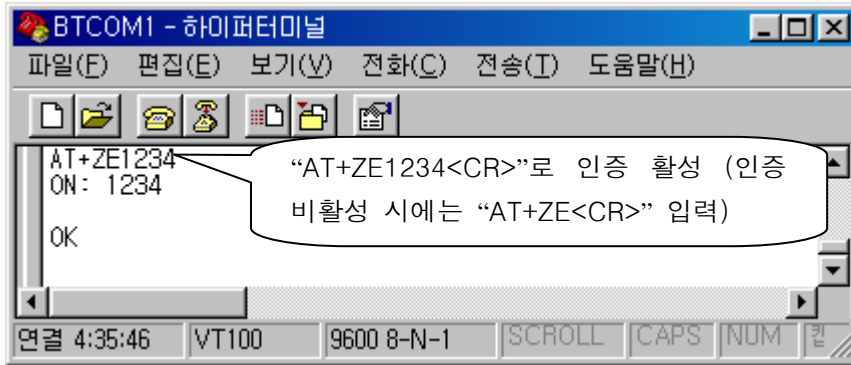 BTCOM1 - 하이퍼터미널
파일(F) 편집(E) 보기(V) 전화(C) 전송(T) 도움말(H)
AT+ZE1234
ON: 1234
OK
“AT+ZE1234<CR>”로 인증 활성 (인증
비활성 시에는 “AT+ZE<CR>” 입력)
연결 4:35:46 VT100 9600 8-N-1 SCROLL CAPS NUM